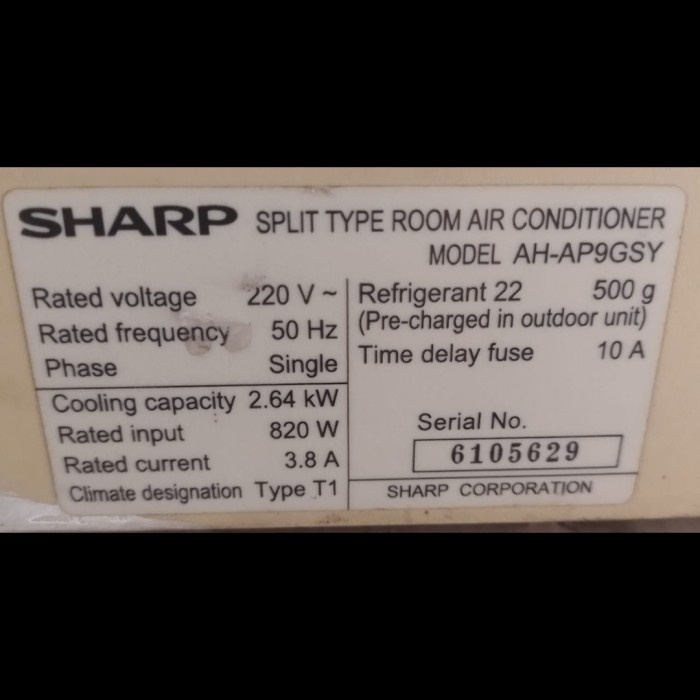 SHARP SPLIT TYPE ROOM AIR CONDITIONER
MODEL AH-AP9GSY
Rated voltage 220 V ~
Rated frequency 50 Hz
Phase Single
Cooling capacity 2.64 kW
Rated input 820 W
Rated current 3.8 A
Climate designation Type T1
Refrigerant 22 500 g
(Pre-charged in outdoor unit)
Time delay fuse 10 A
Serial No.
6105629
SHARP CORPORATION